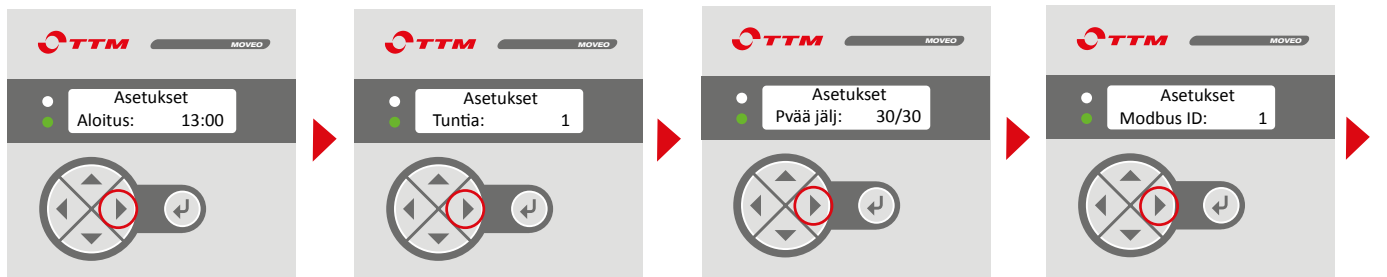 TTM MOVEO
Asetukset
Aloitus: 13:00
TTM MOVEO
Asetukset
Tuntia: 1
TTM MOVEO
Asetukset
Pvää jälj: 30/30
TTM MOVEO
Asetukset
Modbus ID: 1